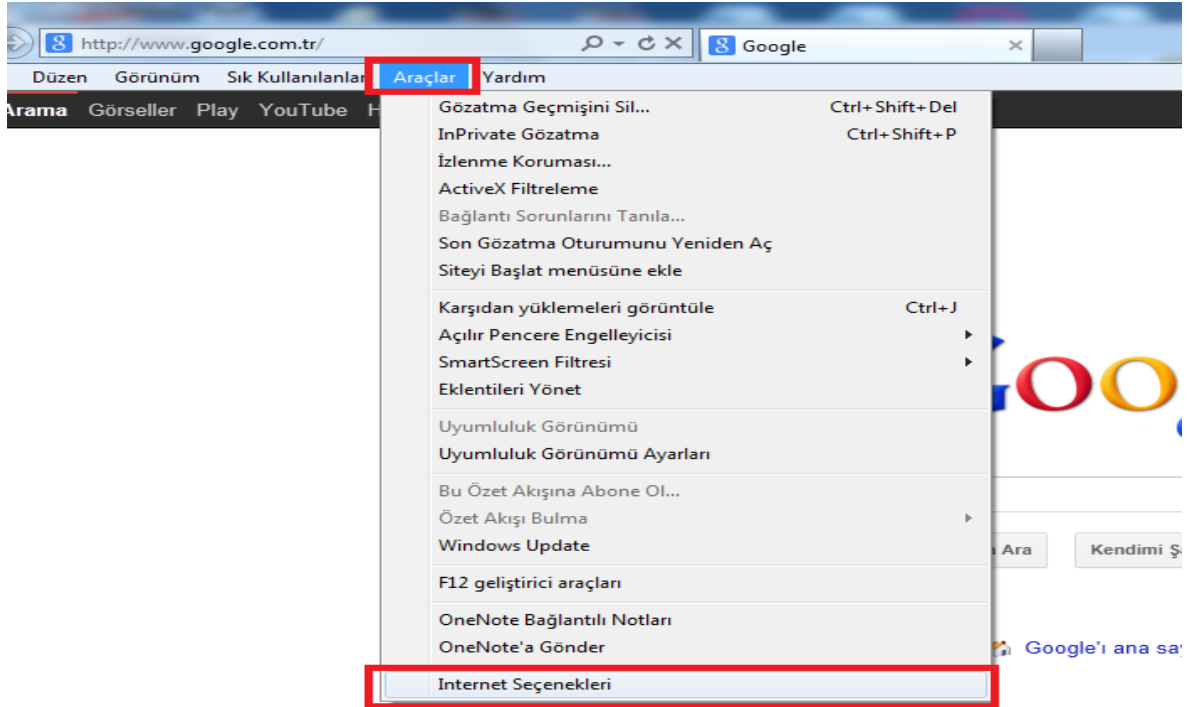 http://www.google.com.tr/
Google
Düzen Görünüm Sık Kullanılanlar Araçlar Yardım
Arama Görseller Play YouTube
Gözatma Geçmişini Sil... Ctrl+Shift+Del
InPrivate Gözatma Ctrl+Shift+P
İzlenme Koruması...
ActiveX Filtreleme
Bağlantı Sorunlarını Tanıla...
Son Gözatma Oturumunu Yeniden Aç
Siteyi Başlat menüsüne ekle
Karşıdan yüklemeleri görüntüle Ctrl+J
Açılır Pencere Engelleyicisi
SmartScreen Filtresi
Eklentileri Yönet
Uyumluluk Görünümü
Uyumluluk Görünümü Ayarları
Bu Özet Akışına Abone Ol...
Özet Akışı Bulma
Windows Update
Ara Kendimi Ş
F12 geliştirici araçları
OneNote Bağlantılı Notları
OneNote'a Gönder
Google'ı ana say
Internet Seçenekleri